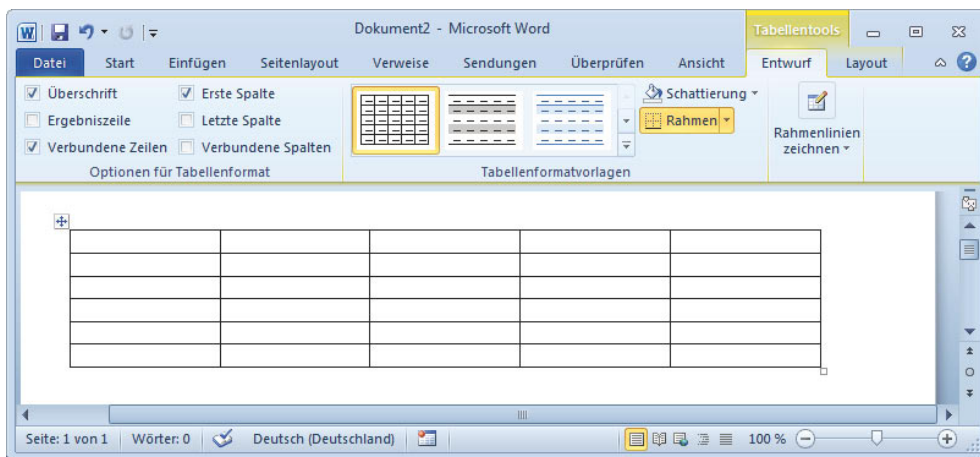 Dokument2 - Microsoft Word
Tabellentools
Datei Start Einfügen Seitenlayout Verweise Sendungen Überprüfen Ansicht Entwurf Layout
Überschrift Erste Spalte
Ergebniszeile Letzte Spalte
Verbundene Zeilen Verbundene Spalten
Optionen für Tabellenformat
Tabellenformatvorlagen
Schattierung
Rahmen
Rahmenlinien
zeichnen
Seite: 1 von 1 Wörter: 0 Deutsch (Deutschland) 100 %